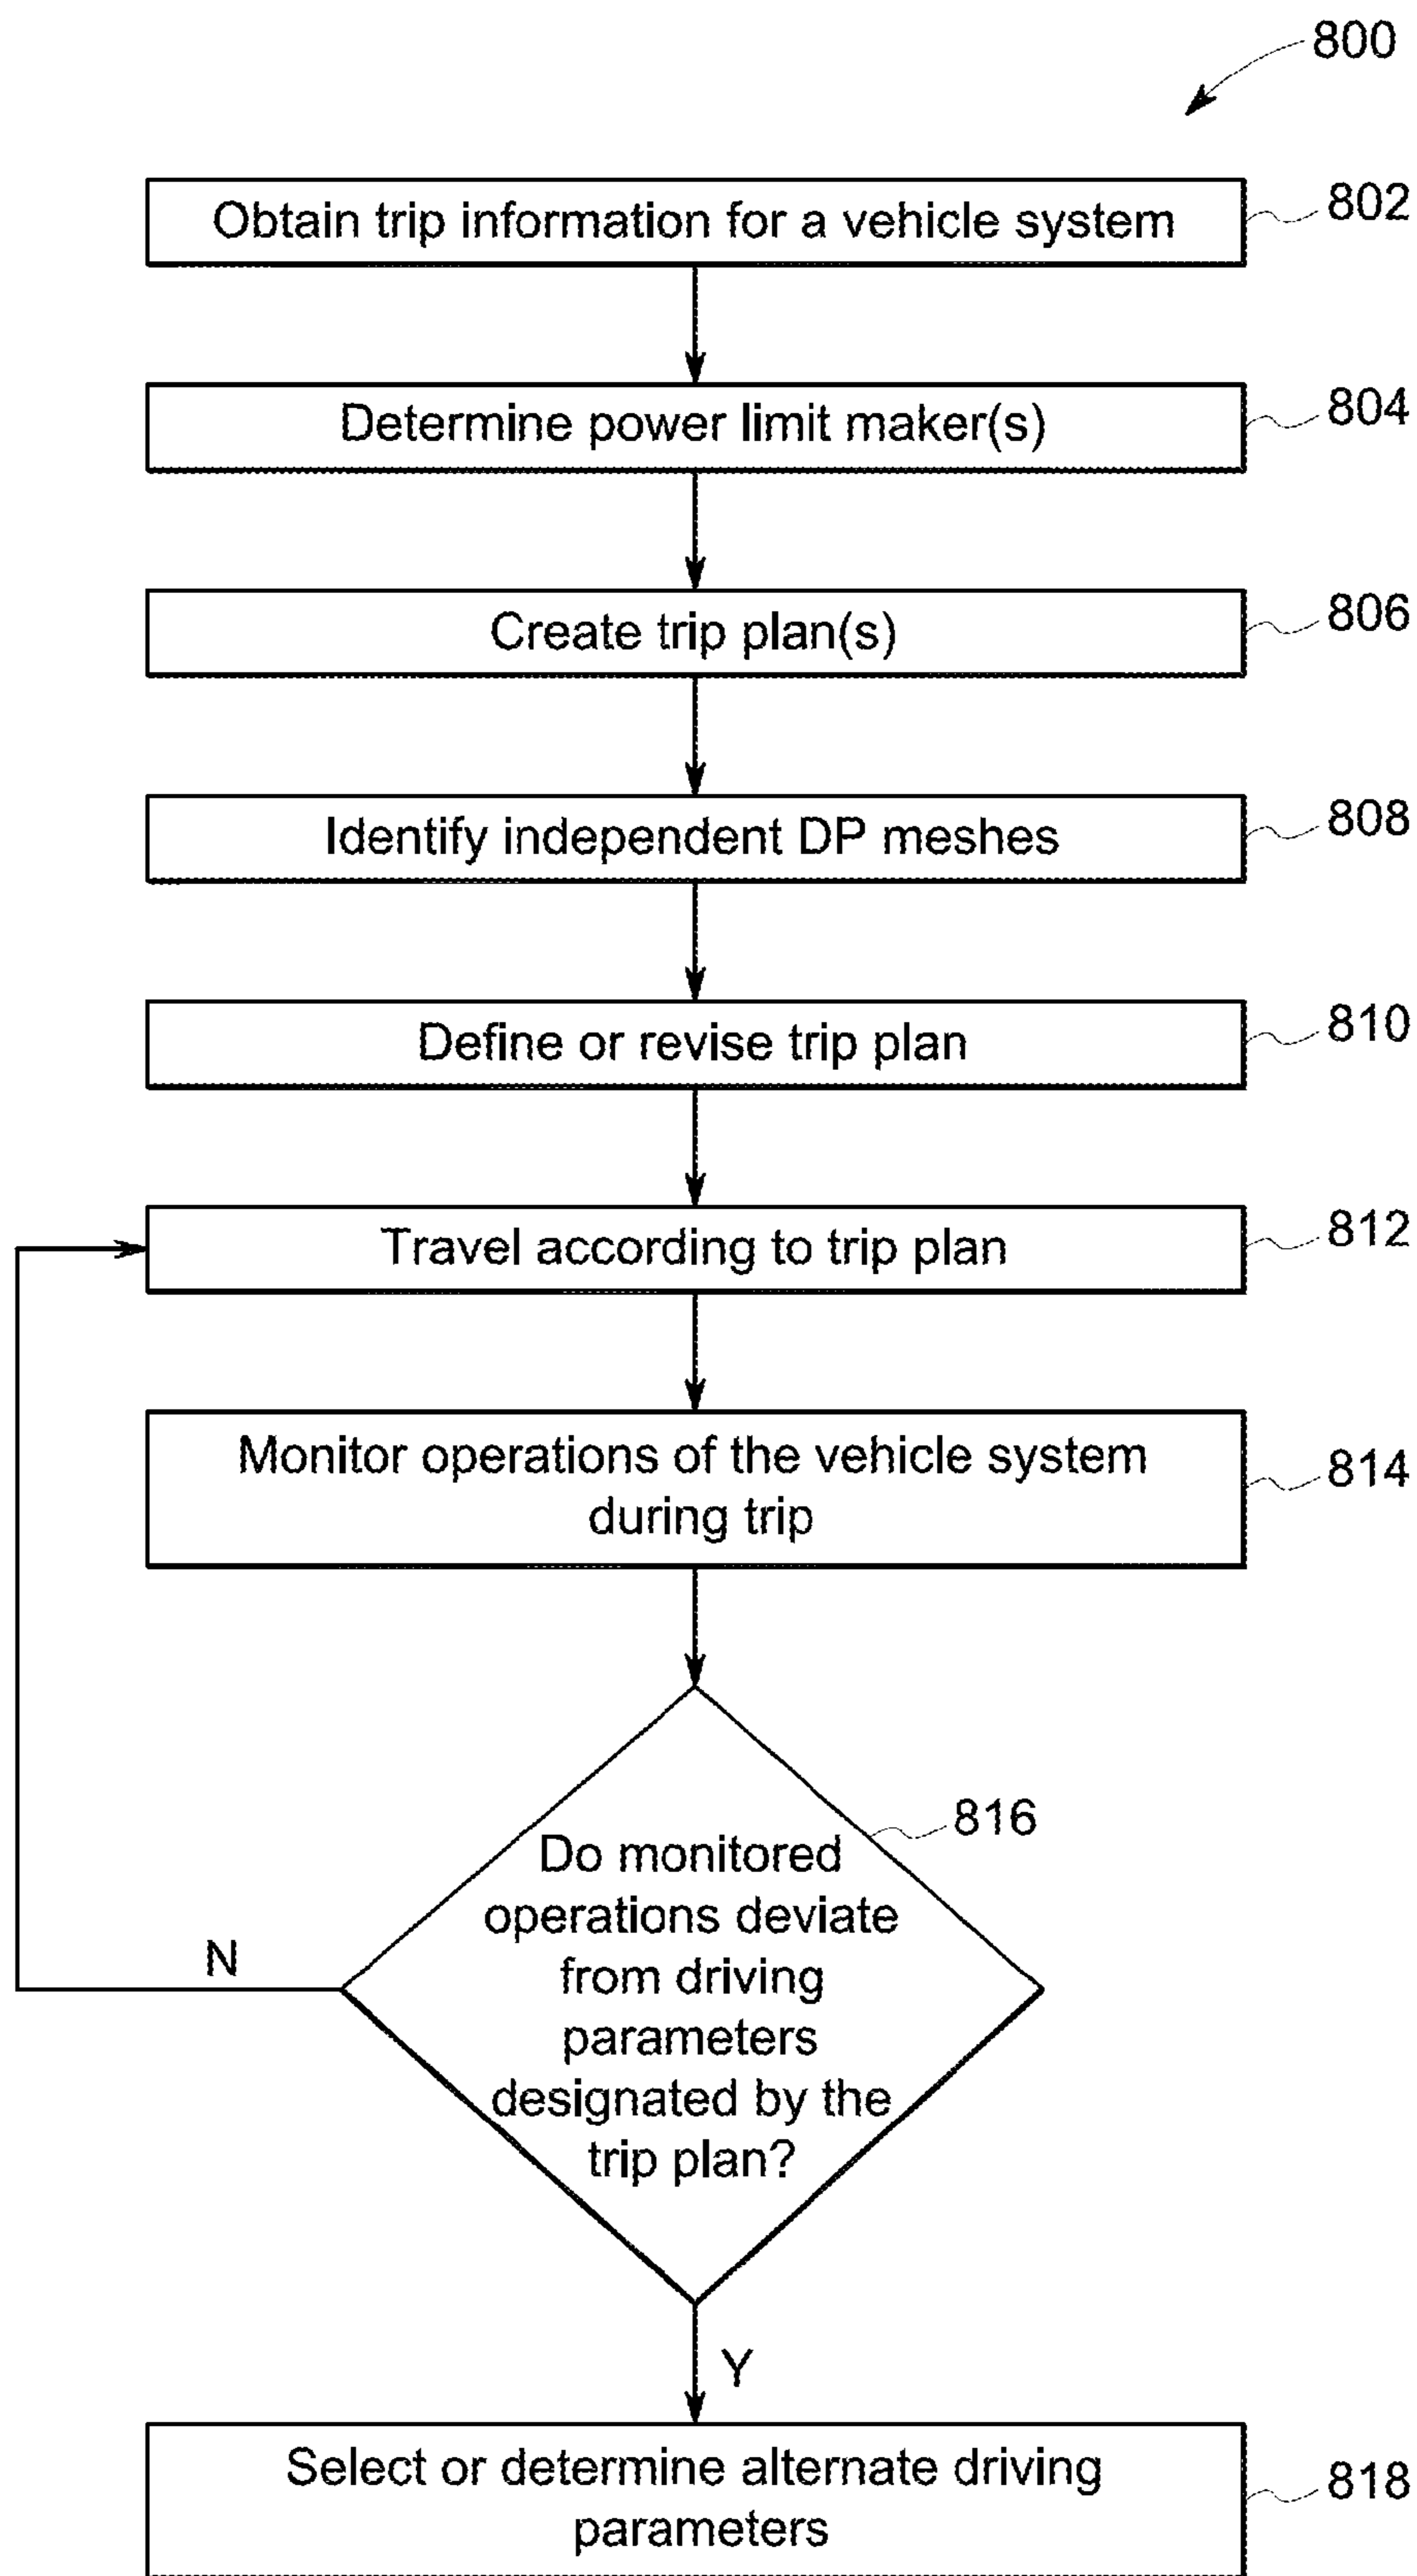 800
Obtain trip information for a vehicle system
802
Determine power limit maker(s)
804
Create trip plan(s)
806
Identify independent DP meshes
808
Define or revise trip plan
810
Travel according to trip plan
812
Monitor operations of the vehicle system
during trip
814
816
Do monitored
operations deviate
from driving
parameters
designated by the
trip plan?
N
Y
Select or determine alternate driving
parameters
818